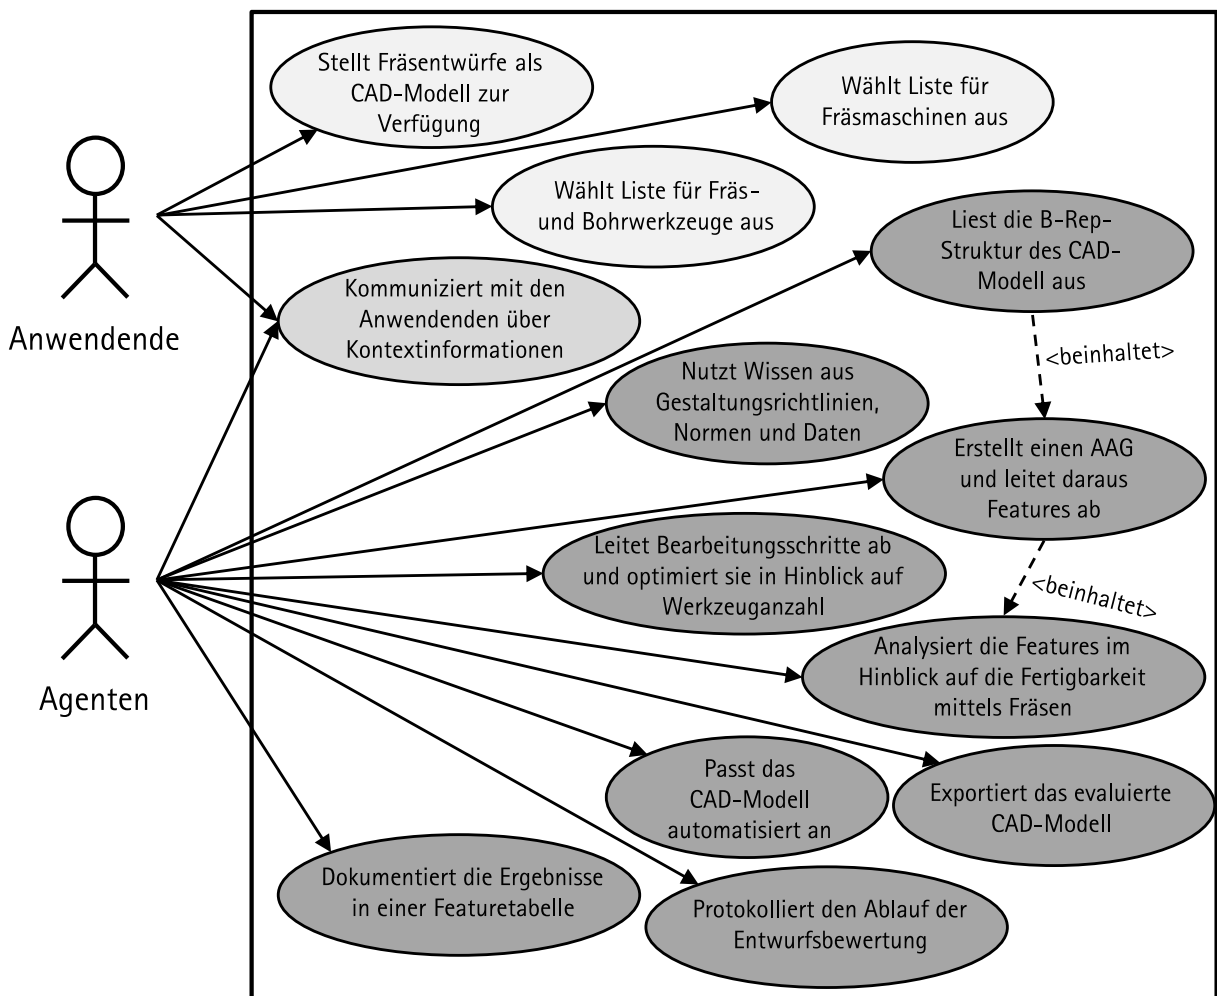 Stellt Fräsentwürfe als
CAD-Modell zur
Verfügung
Wählt Liste für
Fräsmaschinen aus
Wählt Liste für Fräs-
und Bohrwerkzeuge aus
Liest die B-Rep-
Struktur des CAD-
Modell aus
Anwendende
Kommuniziert mit den
Anwendenden über
Kontextinformationen
<beinhaltet>
Nutzt Wissen aus
Gestaltungsrichtlinien,
Normen und Daten
Erstellt einen AAG
und leitet daraus
Features ab
Leitet Bearbeitungsschritte ab
und optimiert sie in Hinblick auf
Werkzeuganzahl
<beinhaltet>
Agenten
Analysiert die Features im
Hinblick auf die Fertigbarkeit
mittels Fräsen
Passt das
CAD-Modell
automatisiert an
Exportiert das evaluierte
CAD-Modell
Dokumentiert die Ergebnisse
in einer Featuretabelle
Protokolliert den Ablauf der
Entwurfsbewertung